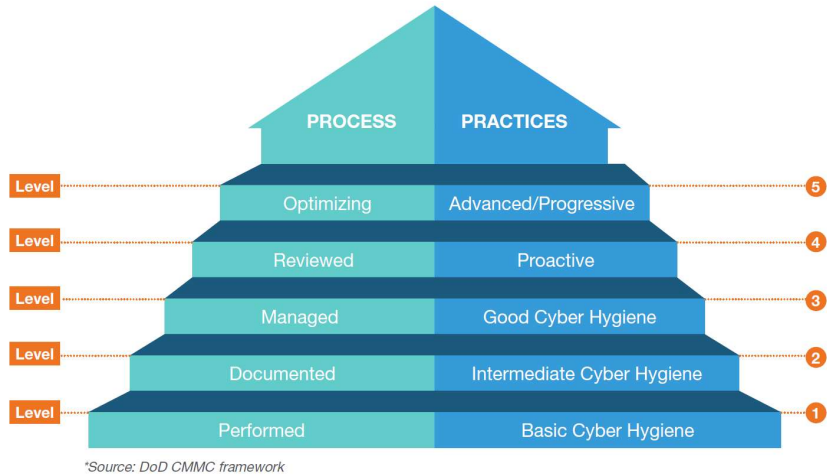 PROCESS PRACTICES
Level 5
Optimizing Advanced/Progressive
Level 4
Reviewed Proactive
Level 3
Managed Good Cyber Hygiene
Level 2
Documented Intermediate Cyber Hygiene
Level 1
Performed Basic Cyber Hygiene
*Source: DoD CMMC framework